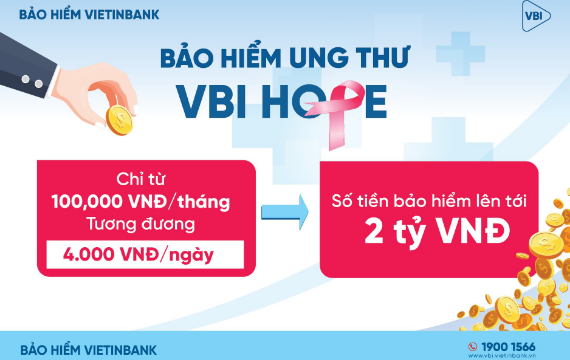 BẢO HIỂM VIETINBANK
VBI
BẢO HIỂM UNG THƯ
VBI HOPE
Chỉ từ
100,000 VNĐ/tháng
Tương đương
4.000 VNĐ/ngày
Số tiền bảo hiểm lên tới
2 tỷ VNĐ
BẢO HIỂM VIETINBANK
1900 1566
www.vbi.vietinbank.vn